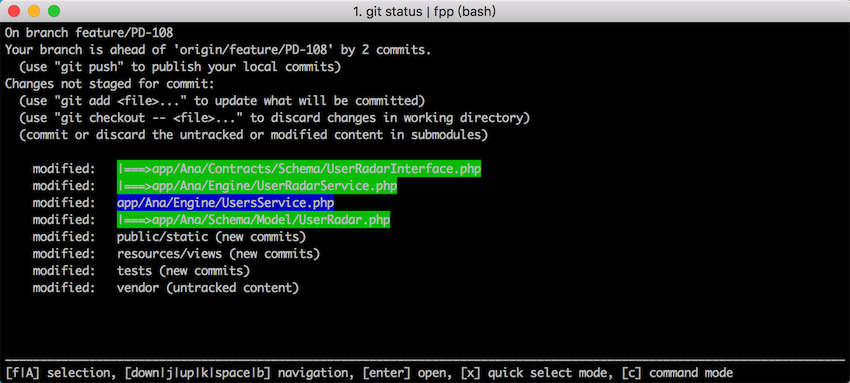 1. git status | fpp (bash)
On branch feature/PD-108
Your branch is ahead of 'origin/feature/PD-108' by 2 commits.
  (use "git push" to publish your local commits)
Changes not staged for commit:
  (use "git add <file>..." to update what will be committed)
  (use "git checkout -- <file>..." to discard changes in working directory)
  (commit or discard the untracked or modified content in submodules)
    modified:   |===>app/Ana/Contracts/Schema/UserRadarInterface.php
    modified:   |===>app/Ana/Engine/UserRadarService.php
    modified:   app/Ana/Engine/UsersService.php
    modified:   |===>app/Ana/Schema/Model/UserRadar.php
    modified:   public/static (new commits)
    modified:   resources/views (new commits)
    modified:   tests (new commits)
    modified:   vendor (untracked content)
[f|A] selection, [down|j|up|k|space|b] navigation, [enter] open, [x] quick select mode, [c] command mode